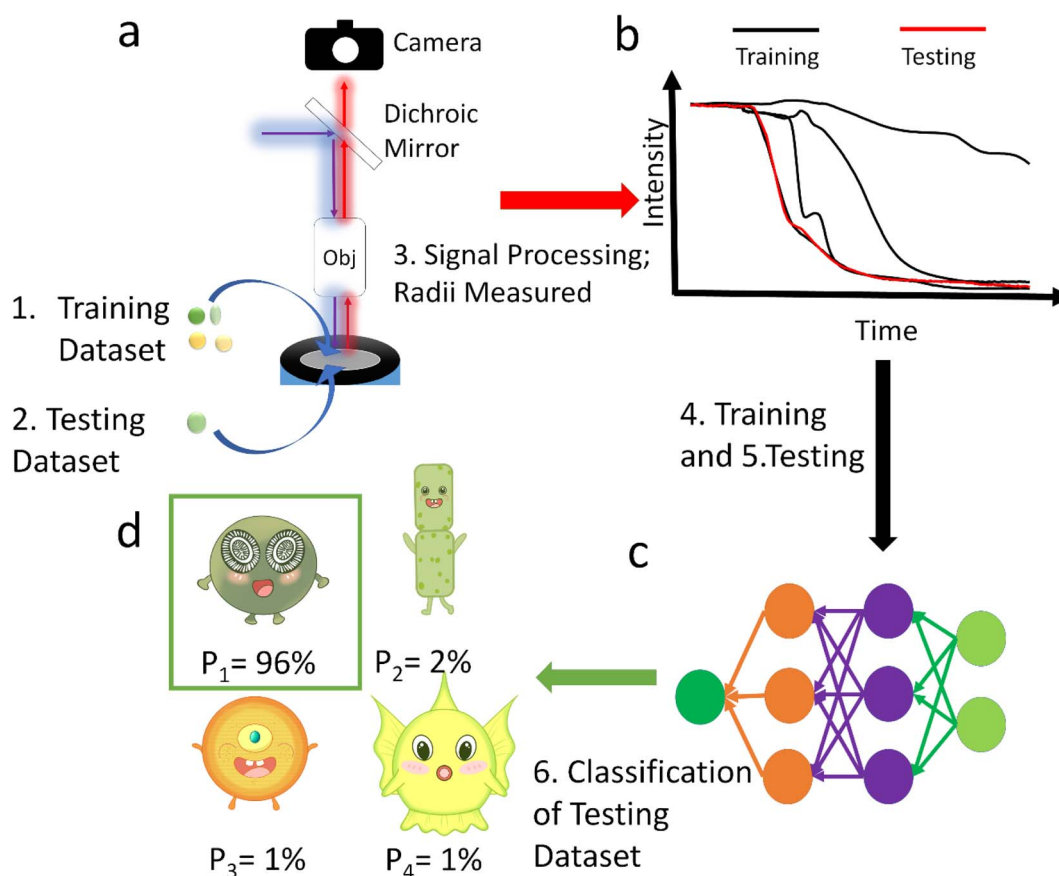 a
Camera
Dichroic
Mirror
Obj
1. Training
Dataset
2. Testing
Dataset
3. Signal Processing;
Radii Measured
b
Training
Testing
Intensity
Time
4. Training
and 5.Testing
c
d
P1= 96%
P2= 2%
P3= 1%
P4= 1%
6. Classification
of Testing
Dataset